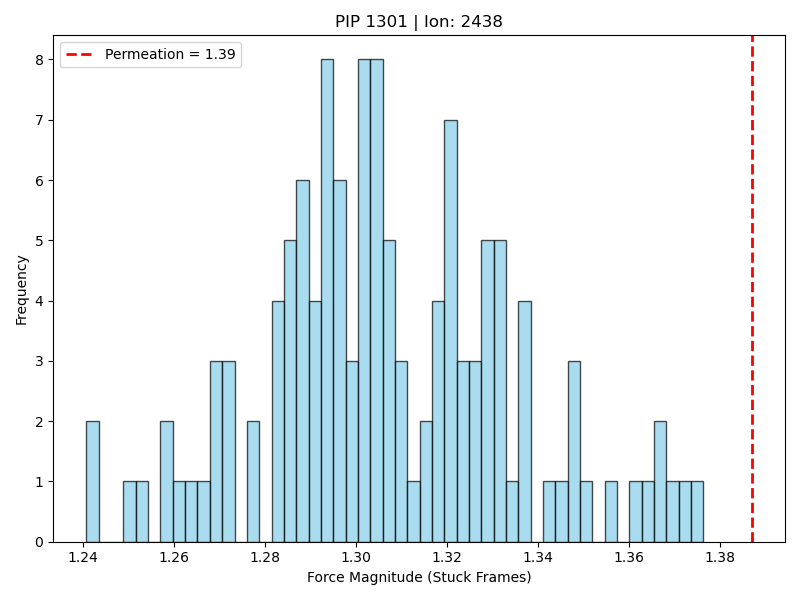 PIP 1301 | Ion: 2438
Permeation = 1.39
Frequency
8
7
6
5
4
3
2
1
0
1.24 1.26 1.28 1.30 1.32 1.34 1.36 1.38
Force Magnitude (Stuck Frames)